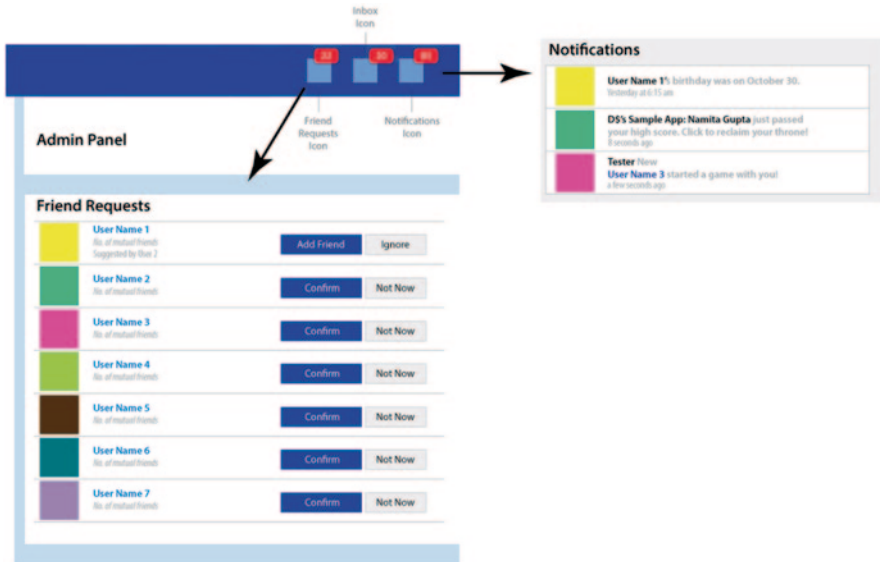 Inbox
Icon
33
30
Friend
Requests
Icon
Notifications
Icon
Admin Panel
Friend Requests
User Name 1
No. of mutual friends
Suggested by Blue 2
Add Friend
Ignore
User Name 2
No. of mutual friends
Confirm
Not Now
User Name 3
No. of mutual friends
Confirm
Not Now
User Name 4
No. of mutual friends
Confirm
Not Now
User Name 5
No. of mutual friends
Confirm
Not Now
User Name 6
No. of mutual friends
Confirm
Not Now
User Name 7
No. of mutual friends
Confirm
Not Now
Notifications
User Name 1's birthday was on October 30.
Yesterday at 6:15 am
D$'s Sample App: Namita Gupta just passed
your high score. Click to reclaim your throne!
8 seconds ago
Tester New
User Name 3 started a game with you!
a few seconds ago